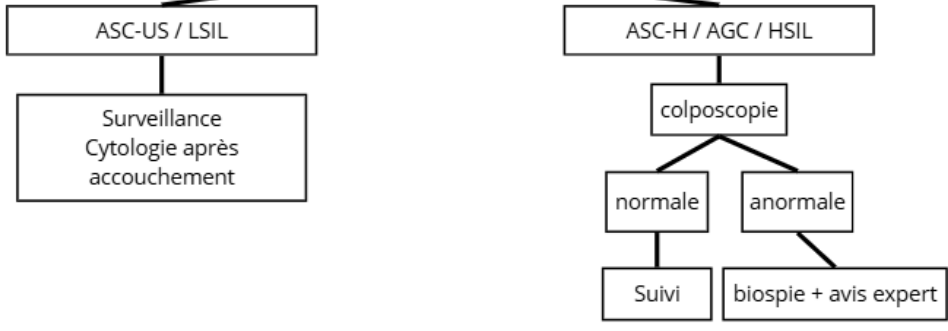 ASC-US / LSIL
ASC-H / AGC / HSIL
Surveillance
Cytologie après
accouchement
colposcopie
normale
anormale
Suivi
biospie + avis expert